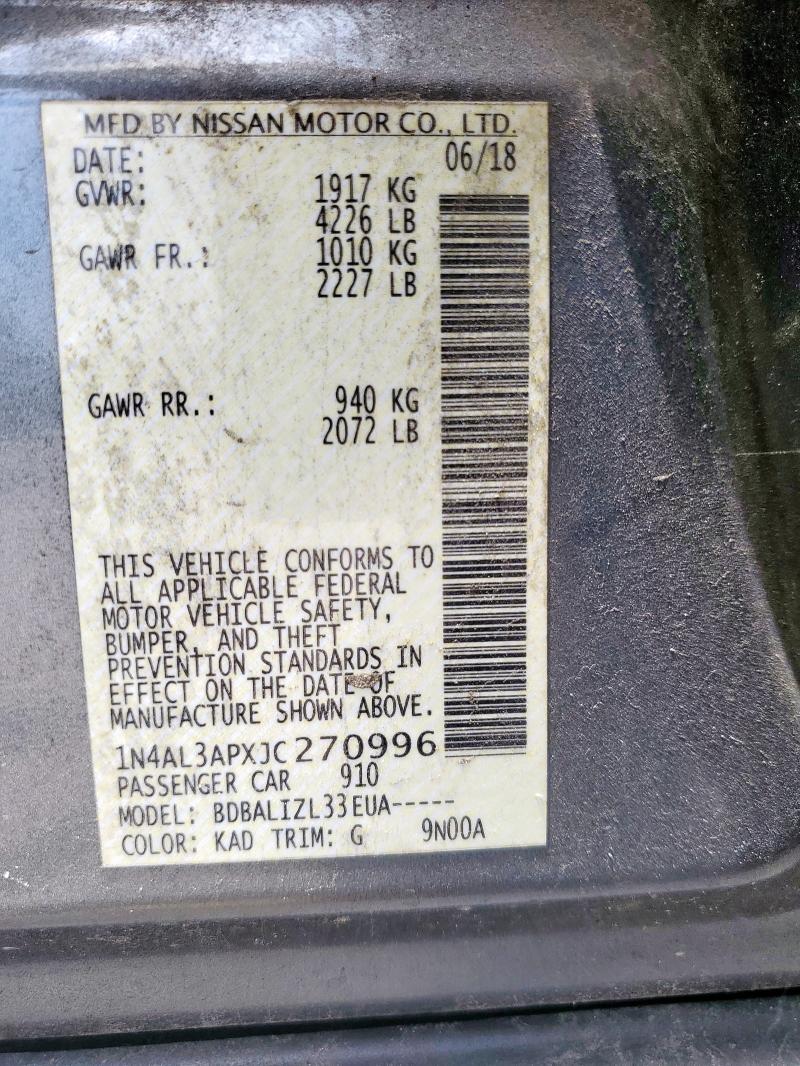 MFD BY NISSAN MOTOR CO., LTD.
DATE: 06/18
GVWR: 1917 KG
4226 LB
GAWR FR.: 1010 KG
2227 LB
GAWR RR.: 940 KG
2072 LB
THIS VEHICLE CONFORMS TO
ALL APPLICABLE FEDERAL
MOTOR VEHICLE SAFETY,
BUMPER, AND THEFT
PREVENTION STANDARDS IN
EFFECT ON THE DATE OF
MANUFACTURE SHOWN ABOVE.
1N4AL3APXJC270996
PASSENGER CAR 910
MODEL: BDBALIZL33EUA-----
COLOR: KAD TRIM: G 9N00A